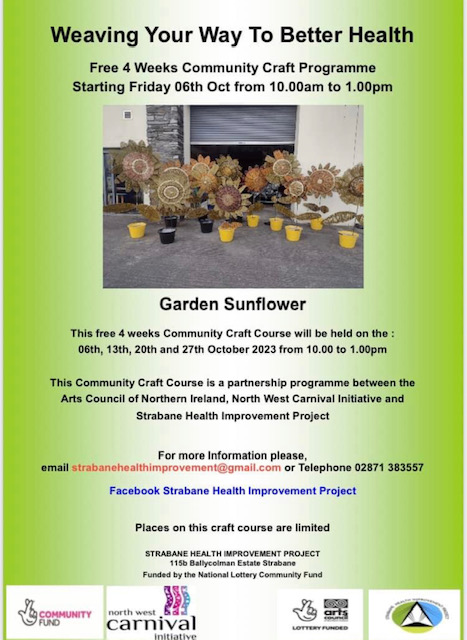 Weaving Your Way To Better Health
Free 4 Weeks Community Craft Programme
Starting Friday 06th Oct from 10.00am to 1.00pm
Garden Sunflower
This free 4 weeks Community Craft Course will be held on the :
06th, 13th, 20th and 27th October 2023 from 10.00 to 1.00pm
This Community Craft Course is a partnership programme between the
Arts Council of Northern Ireland, North West Carnival Initiative and
Strabane Health Improvement Project
For more Information please,
email strabanehealthimprovement@gmail.com or Telephone 02871 383557
Facebook Strabane Health Improvement Project
Places on this craft course are limited
STRABANE HEALTH IMPROVEMENT PROJECT
115b Ballycolman Estate Strabane
Funded by the National Lottery Community Fund
COMMUNITY
FUND
north west
carnival
initiative
arts
council
LOTTERY FUNDED